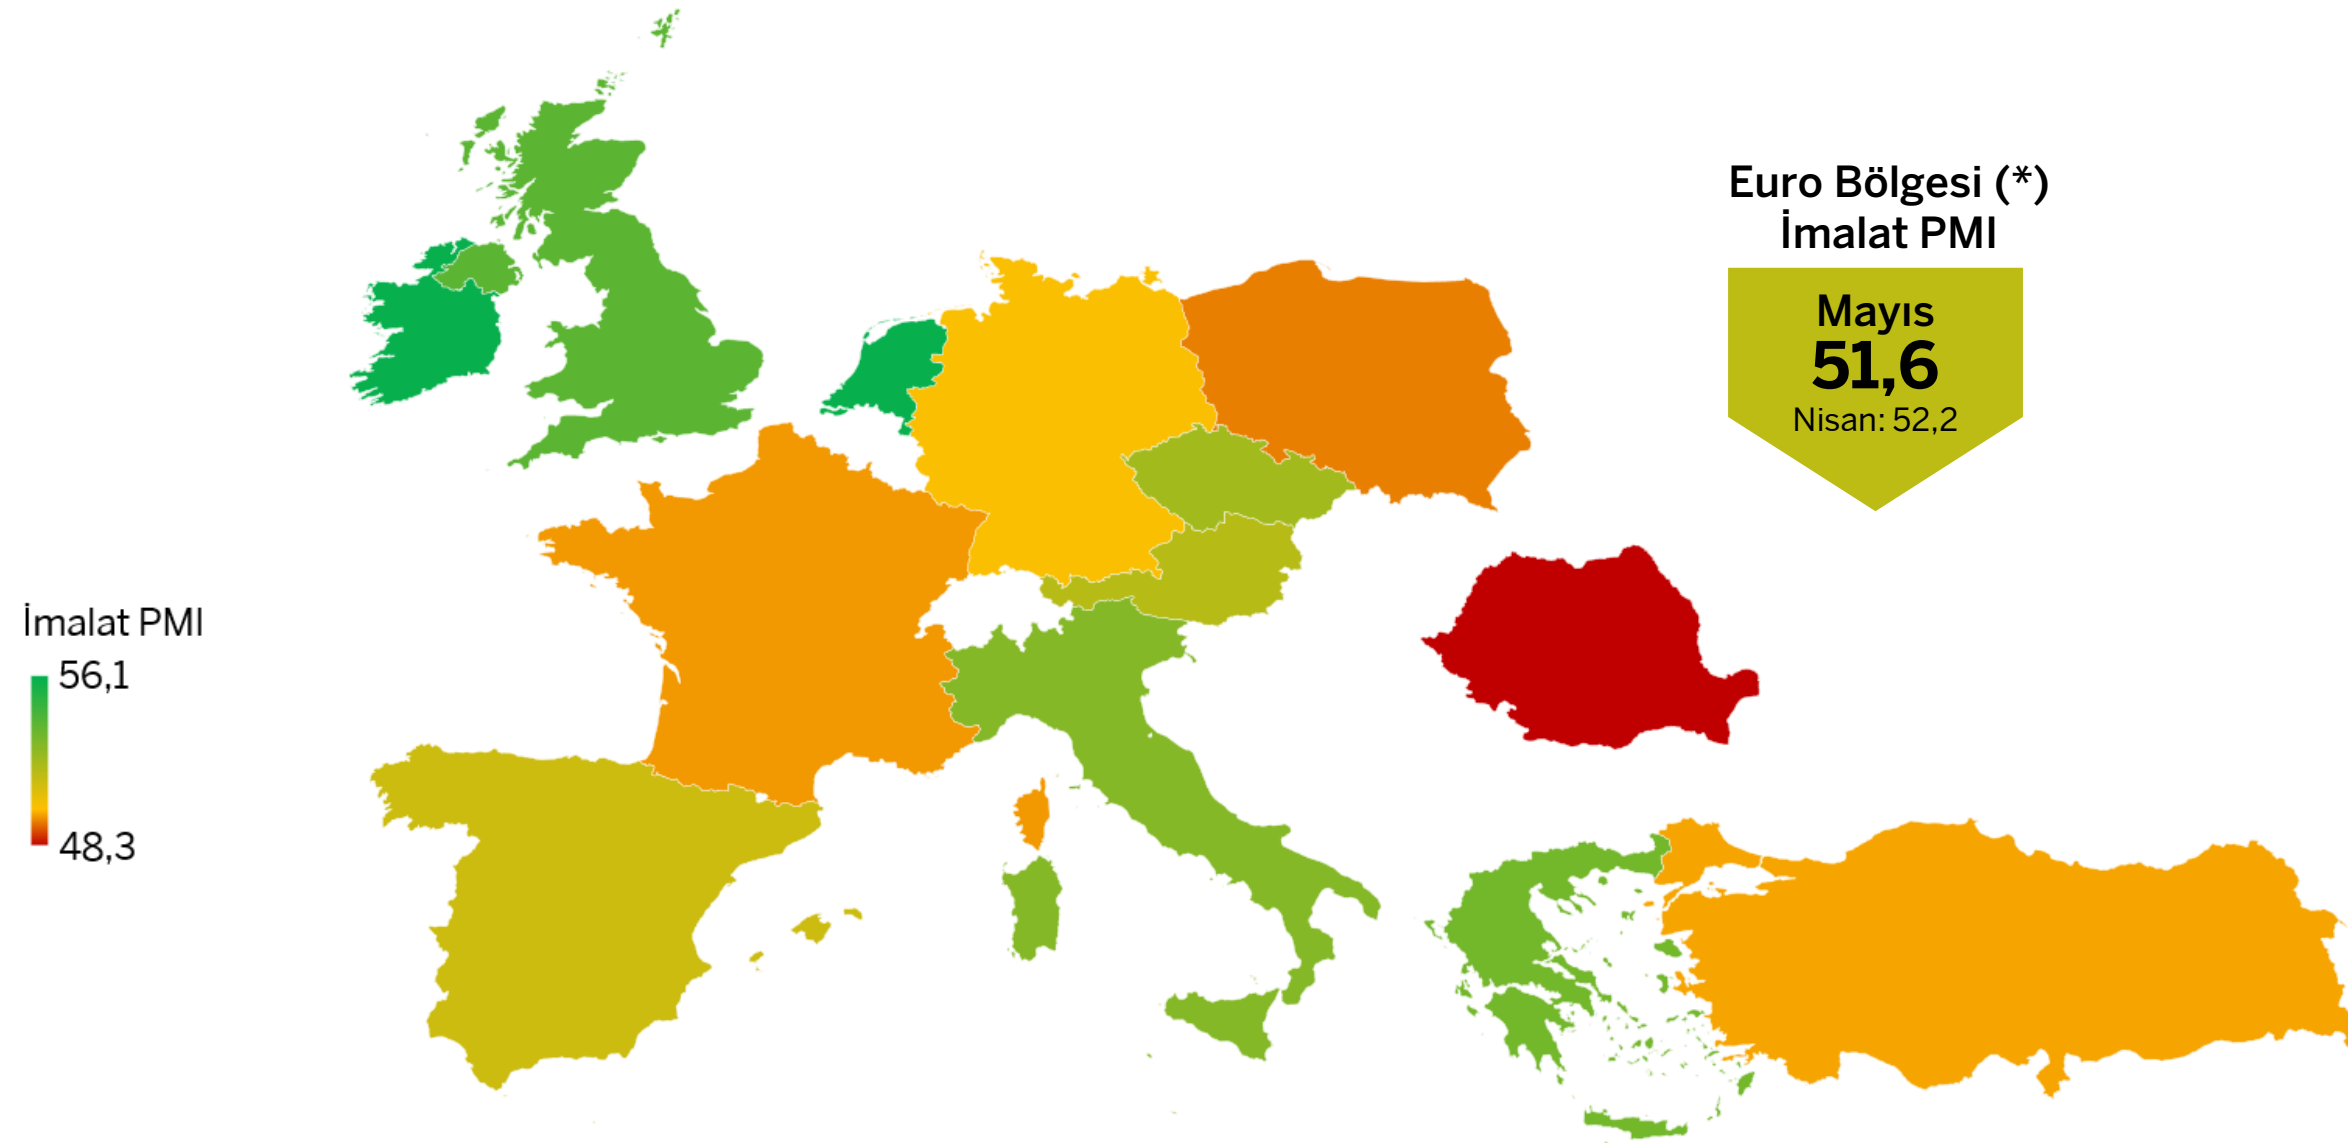 Euro Bölgesi (*)
İmalat PMI
Mayıs
51,6
Nisan: 52,2
İmalat PMI
56,1
48,3